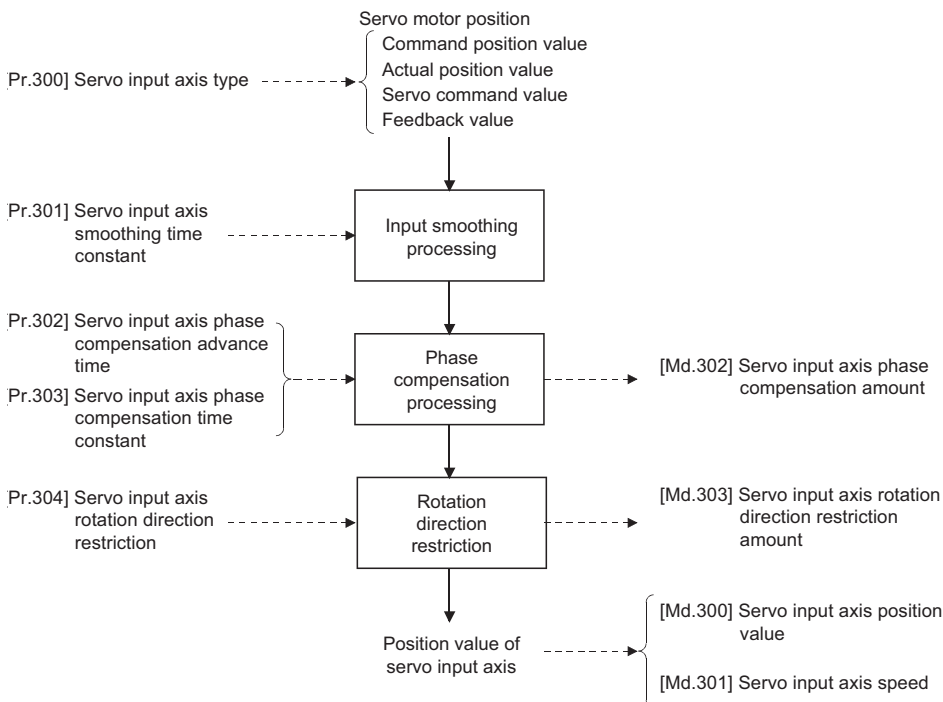 Servo motor position
Command position value
Actual position value
Servo command value
Feedback value
[Pr.300] Servo input axis type
[Pr.301] Servo input axis
smoothing time
constant
Input smoothing
processing
[Pr.302] Servo input axis phase
compensation advance
time
[Pr.303] Servo input axis phase
compensation time
constant
Phase
compensation
processing
[Md.302] Servo input axis phase
compensation amount
[Pr.304] Servo input axis
rotation direction
restriction
Rotation
direction
restriction
[Md.303] Servo input axis rotation
direction restriction
amount
Position value of
servo input axis
[Md.300] Servo input axis position
value
[Md.301] Servo input axis speed